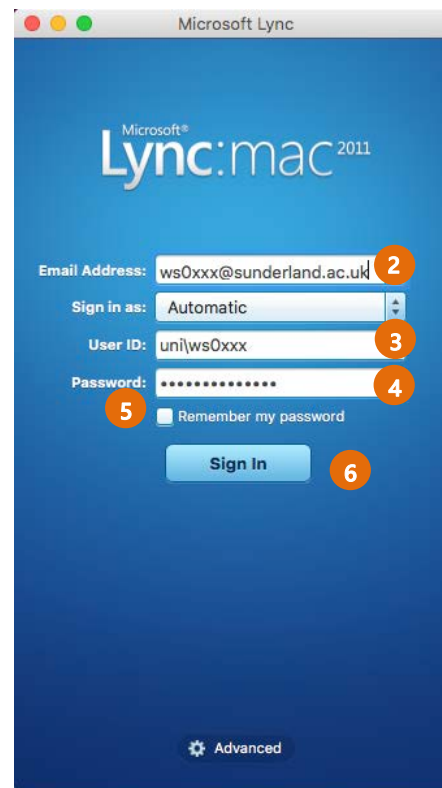 Microsoft Lync
Microsoft®
Lync:mac 2011
Email Address: ws0xxx@sunderland.ac.uk 2
Sign in as: Automatic
User ID: uni\ws0xxx 3
Password: •••••••••••••• 4
5 Remember my password
Sign In 6
Advanced